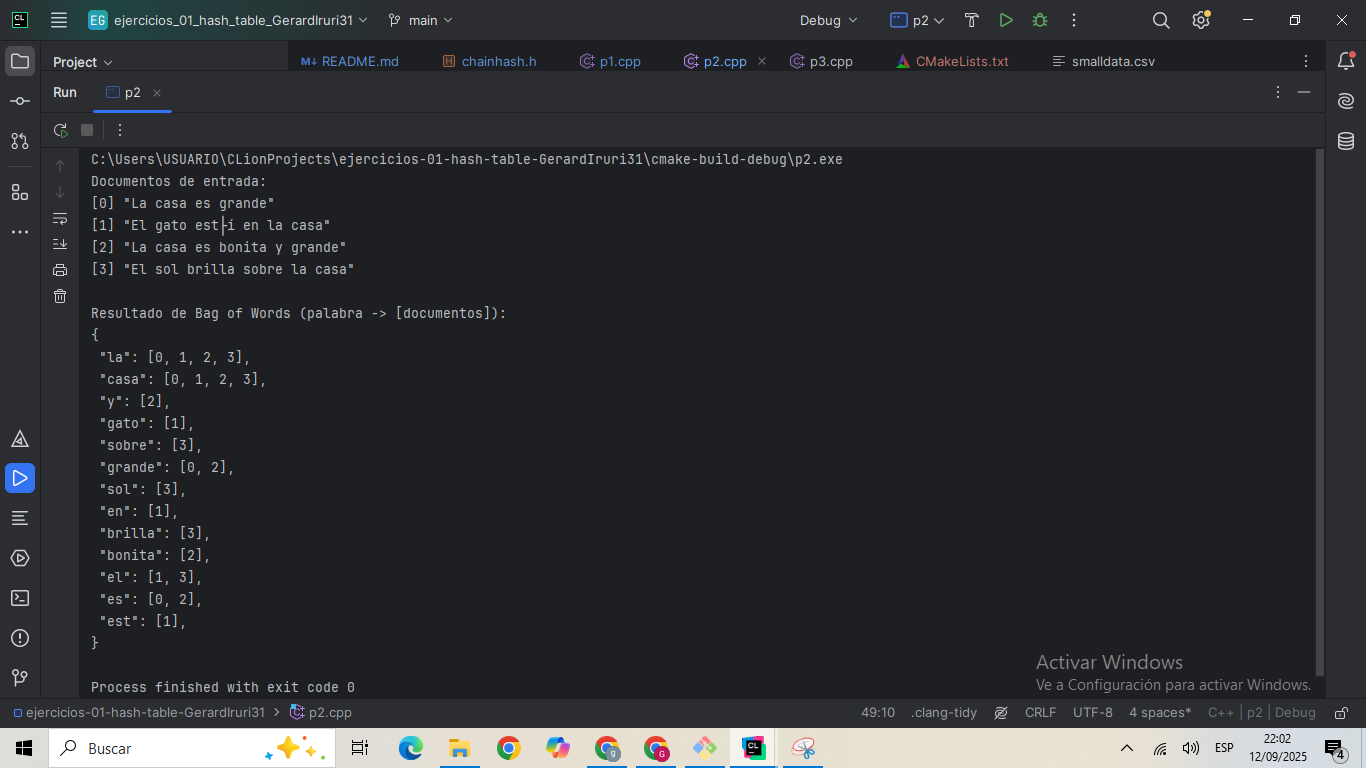 EG ejercicios_01_hash_table_GerardIruri31 main Debug p2
Project README.md chainhash.h p1.cpp p2.cpp p3.cpp CMakeLists.txt smalldata.csv
Run p2
C:\Users\USUARIO\CLionProjects\ejercicios-01-hash-table-GerardIruri31\cmake-build-debug\p2.exe
Documentos de entrada:
[0] "La casa es grande"
[1] "El gato est├í en la casa"
[2] "La casa es bonita y grande"
[3] "El sol brilla sobre la casa"
Resultado de Bag of Words (palabra -> [documentos]):
{
"la": [0, 1, 2, 3],
"casa": [0, 1, 2, 3],
"y": [2],
"gato": [1],
"sobre": [3],
"grande": [0, 2],
"sol": [3],
"en": [1],
"brilla": [3],
"bonita": [2],
"el": [1, 3],
"es": [0, 2],
"est": [1],
}
Process finished with exit code 0
Activar Windows
Ve a Configuración para activar Windows.
ejercicios-01-hash-table-GerardIruri31 > p2.cpp 49:10 .clang-tidy CRLF UTF-8 4 spaces* C++ | p2 | Debug
Buscar ESP 22:02
12/09/2025 4